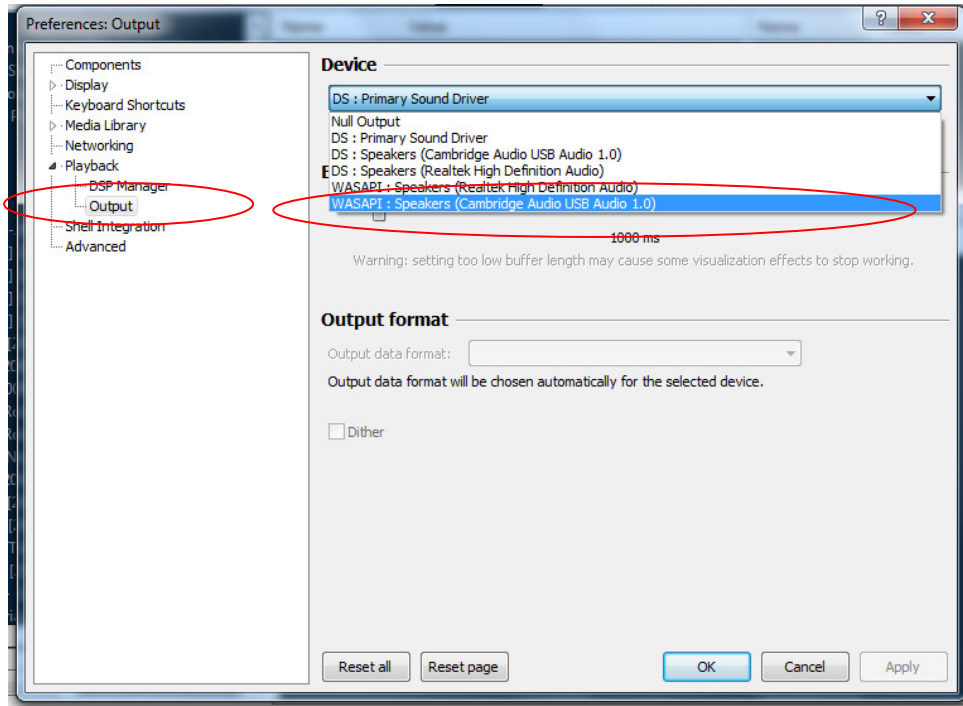 Preferences: Output
Components
Display
Keyboard Shortcuts
Media Library
Networking
Playback
DSP Manager
Output
Shell Integration
Advanced
Device
DS : Primary Sound Driver
Null Output
DS : Primary Sound Driver
DS : Speakers (Cambridge Audio USB Audio 1.0)
DS : Speakers (Realtek High Definition Audio)
WASAPI : Speakers (Realtek High Definition Audio)
WASAPI : Speakers (Cambridge Audio USB Audio 1.0)
1000 ms
Warning: setting too low buffer length may cause some visualization effects to stop working.
Output format
Output data format:
Output data format will be chosen automatically for the selected device.
Dither
Reset all
Reset page
OK
Cancel
Apply